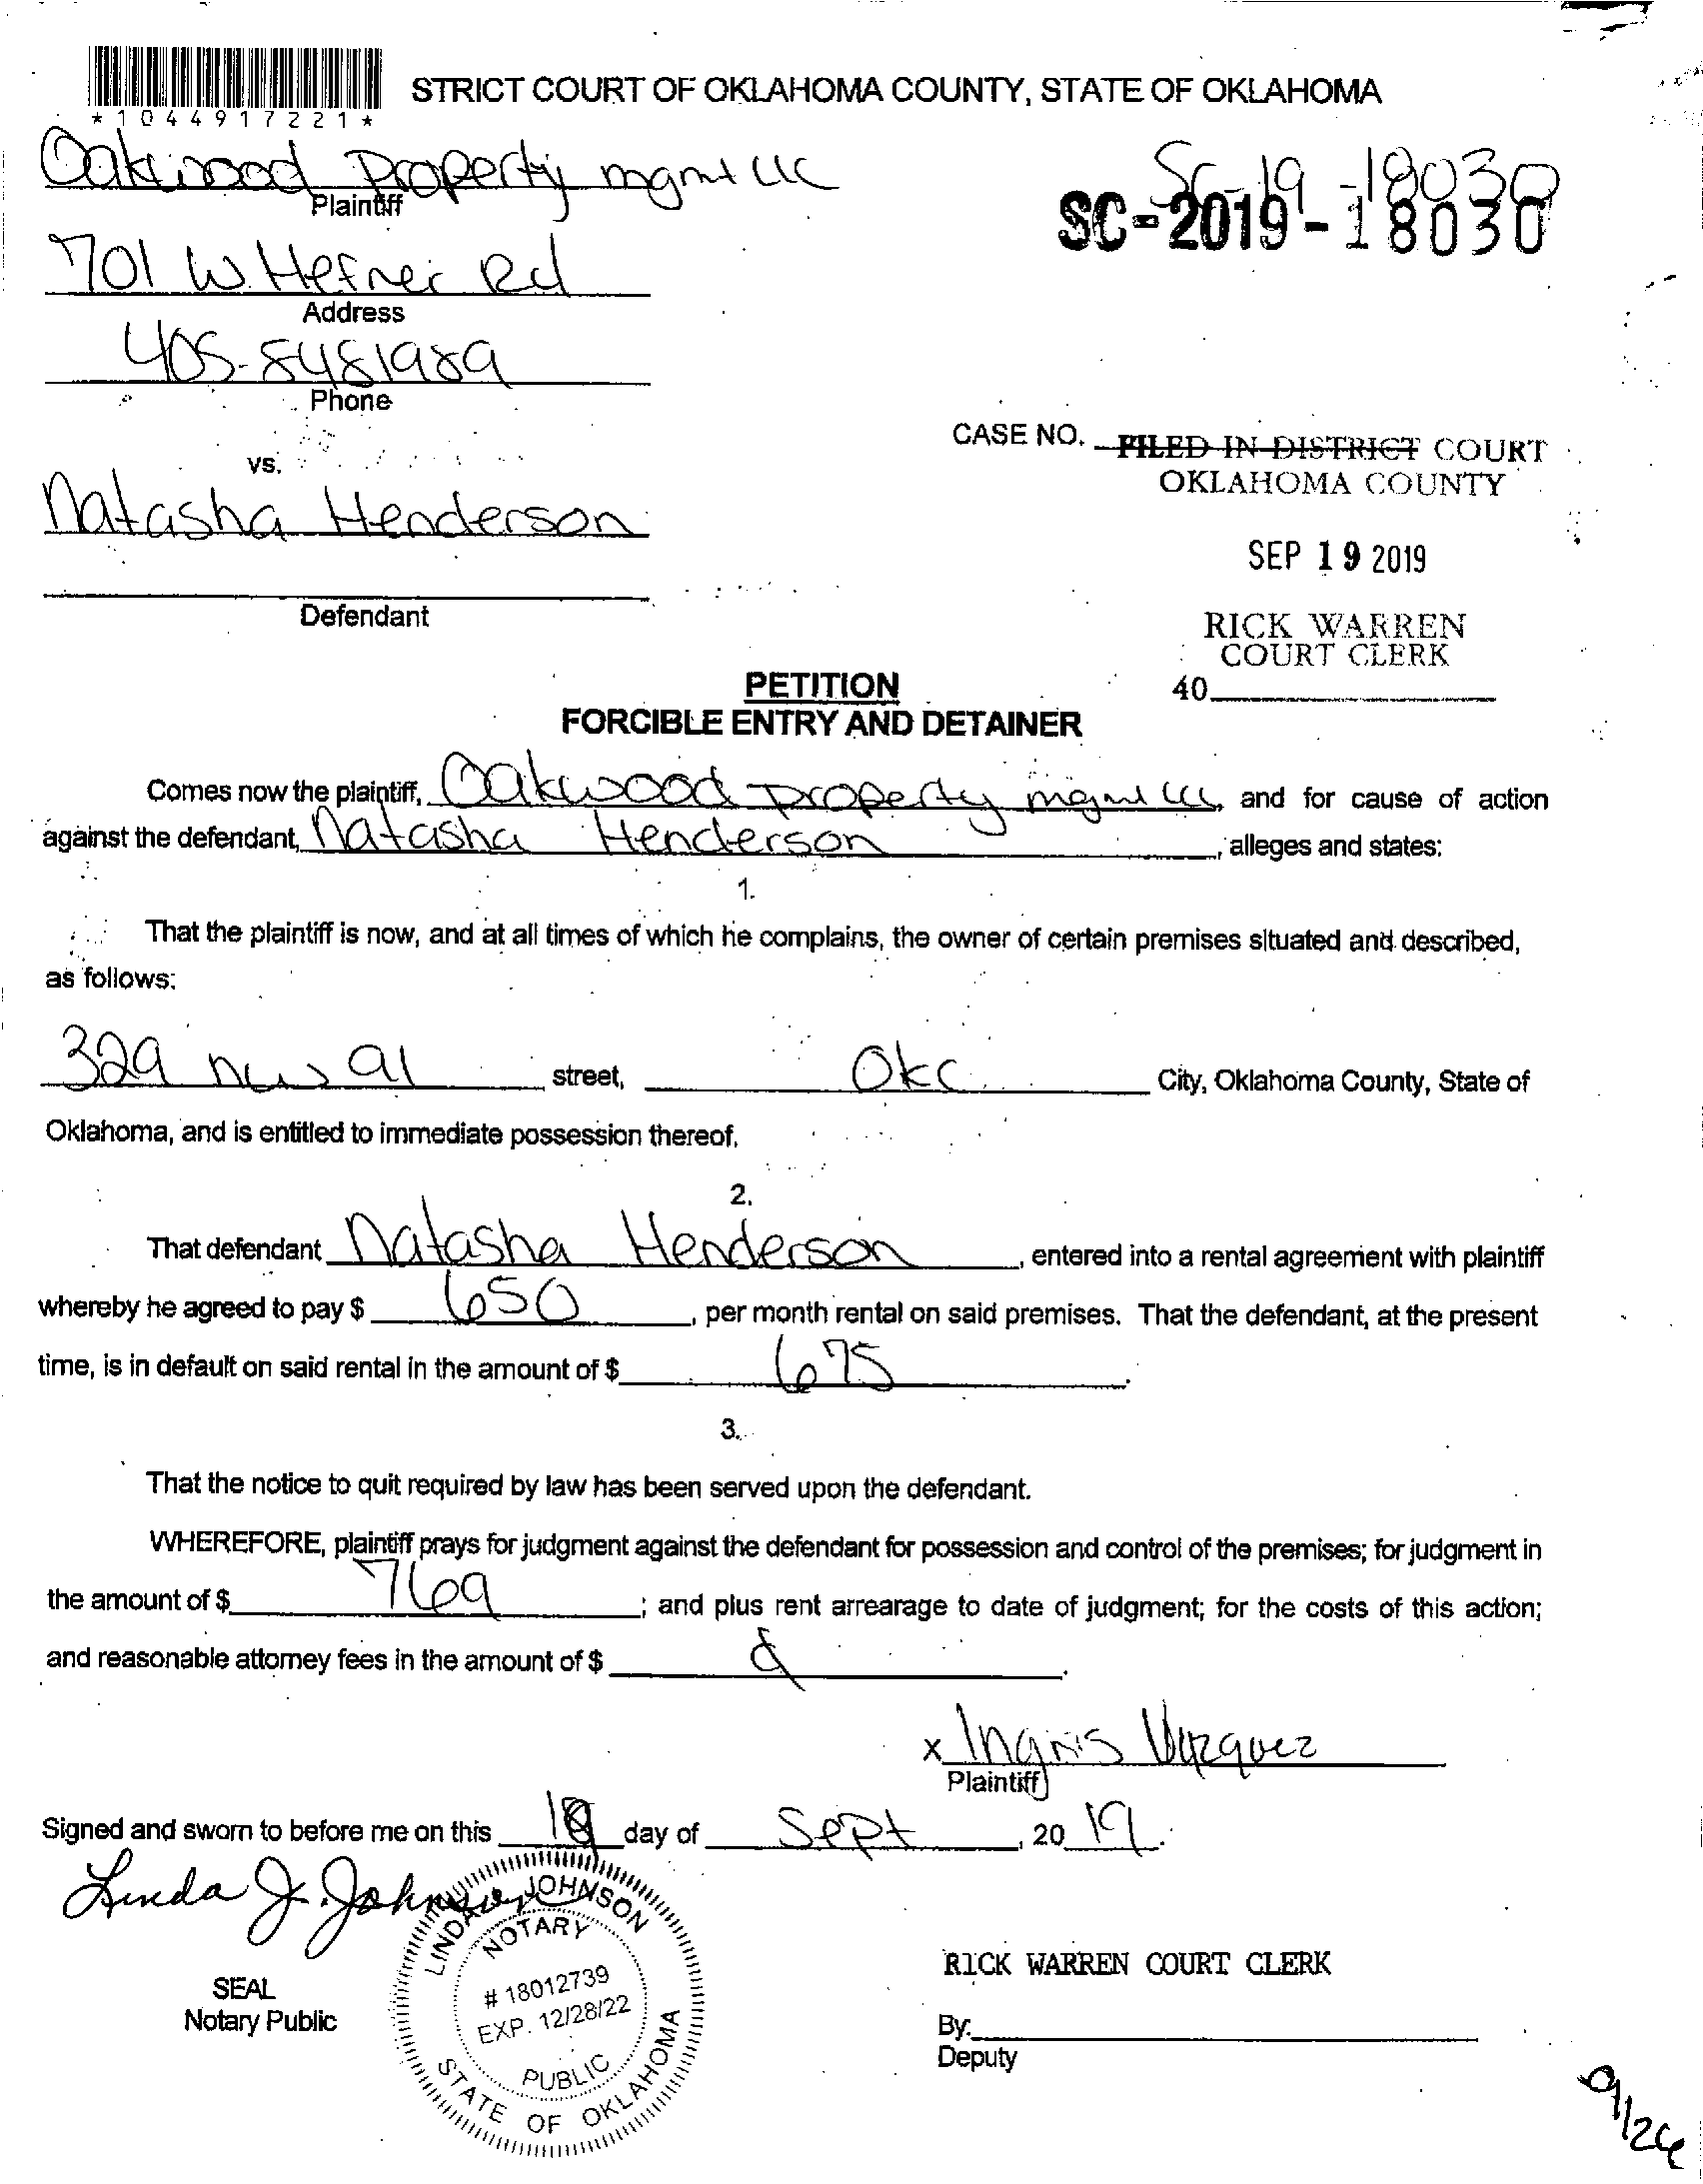 STRICT COURT OF OKLAHOMA COUNTY, STATE OF OKLAHOMA
*1044917221*
Oakwood Property mgmt LLC
Plaintiff
SC-19-18030
SC-2019-18030
701 W. Hefner Rd
Address
405-8481989
Phone
CASE NO. FILED IN DISTRICT COURT
OKLAHOMA COUNTY
vs.
Natasha Henderson
SEP 19 2019
Defendant
RICK WARREN
COURT CLERK
40
PETITION
FORCIBLE ENTRY AND DETAINER
Comes now the plaintiff, Oakwood property mgmt LLC, and for cause of action
against the defendant, Natasha Henderson, alleges and states:
1.
That the plaintiff is now, and at all times of which he complains, the owner of certain premises situated and described,
as follows:
329 nw 91 street, OKC City, Oklahoma County, State of
Oklahoma, and is entitled to immediate possession thereof.
2.
That defendant Natasha Henderson, entered into a rental agreement with plaintiff
whereby he agreed to pay $ 650, per month rental on said premises. That the defendant, at the present
time, is in default on said rental in the amount of $ 675.
3.
That the notice to quit required by law has been served upon the defendant.
WHEREFORE, plaintiff prays for judgment against the defendant for possession and control of the premises; for judgment in
the amount of $ 769; and plus rent arrearage to date of judgment; for the costs of this action;
and reasonable attorney fees in the amount of $
x Ingris Vazquez
Plaintiff
Signed and sworn to before me on this day of Sept, 20 19.
Linda J. Johnson
LINDA J. JOHNSON
NOTARY
# 18012739
EXP. 12/28/22
PUBLIC
STATE OF OKLAHOMA
SEAL
Notary Public
RICK WARREN COURT CLERK
By:
Deputy
9/26